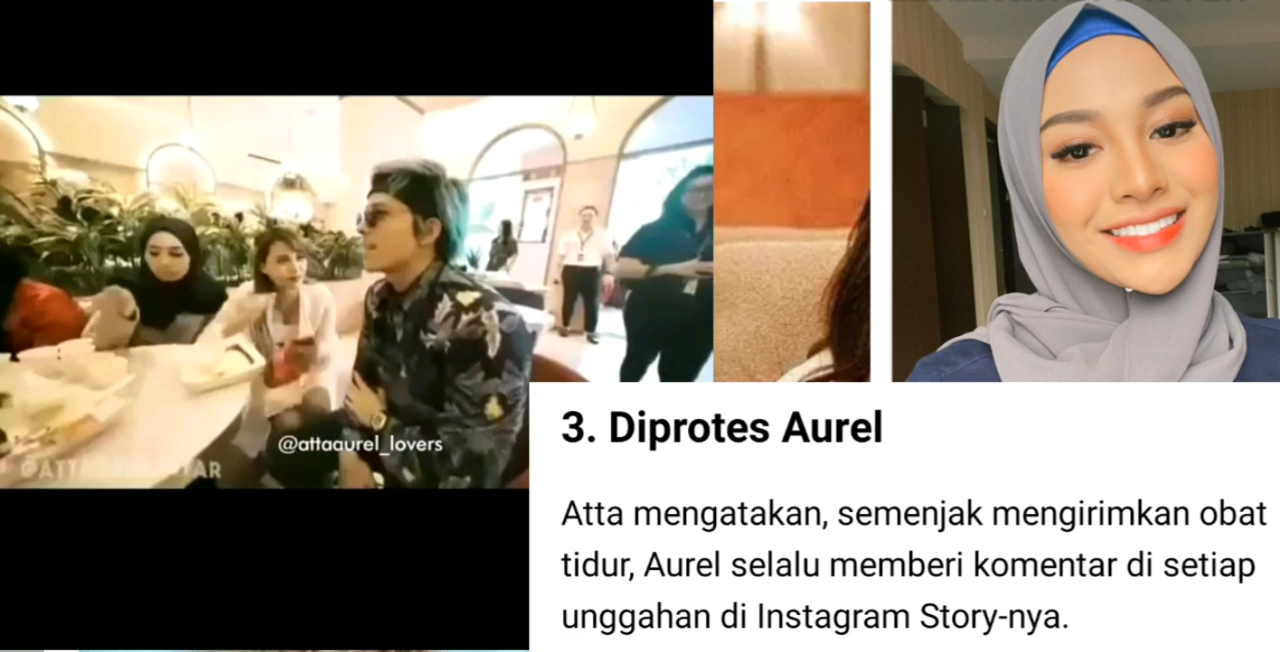 @attaaurel_lovers
3. Diprotes Aurel
Atta mengatakan, semenjak mengirimkan obat
tidur, Aurel selalu memberi komentar di setiap
unggahan di Instagram Story-nya.